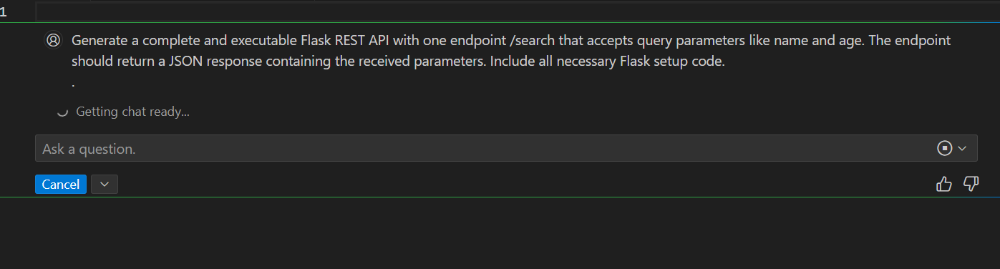 1
Generate a complete and executable Flask REST API with one endpoint /search that accepts query parameters like name and age. The endpoint
should return a JSON response containing the received parameters. Include all necessary Flask setup code.
.
Getting chat ready...
Ask a question.
Cancel